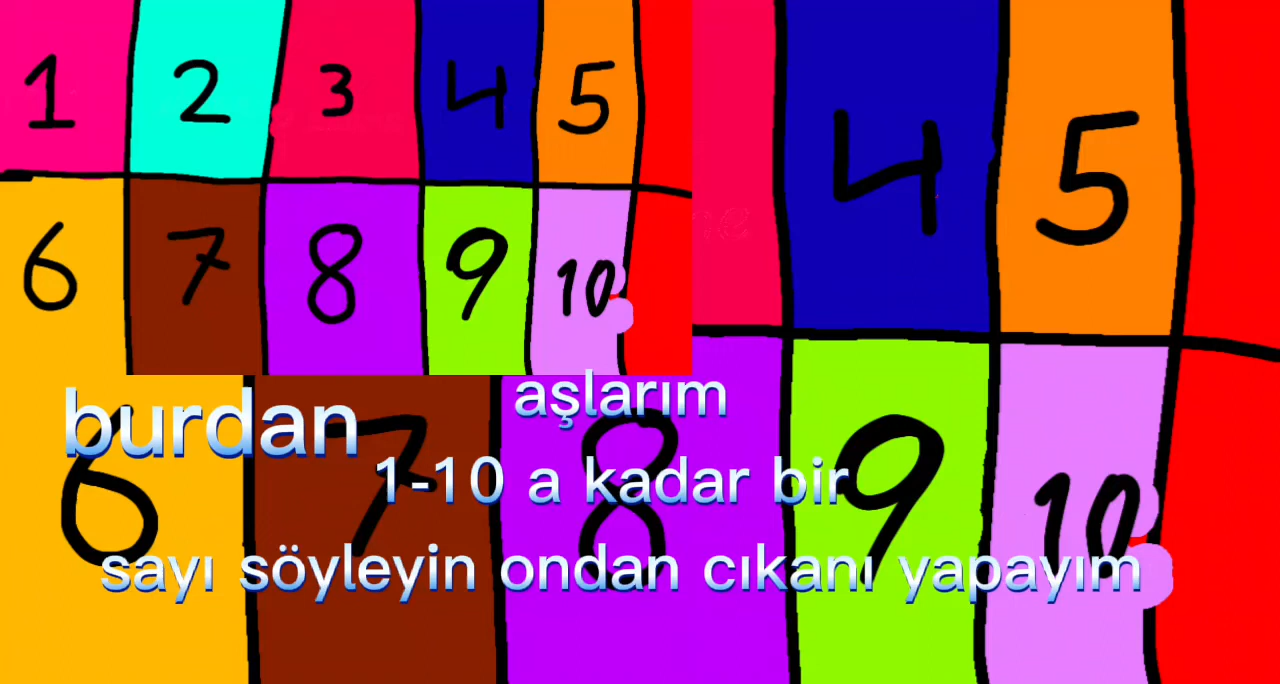 1 2 3 4 5
6 7 8 9 10
4 5
6 7 8 9 10
burdan aşlarım
1-10 a kadar bir
sayı söyleyin ondan cıkanı yapayım